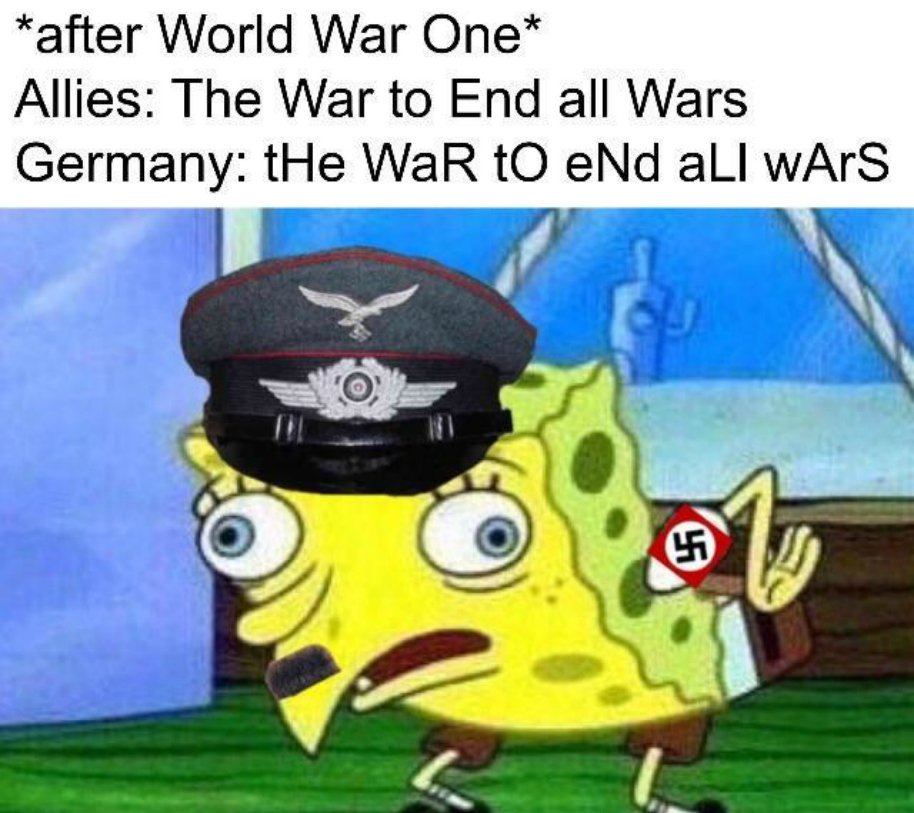 *after World War One*
Allies: The War to End all Wars
Germany: tHe WaR tO eNd aLl wArS